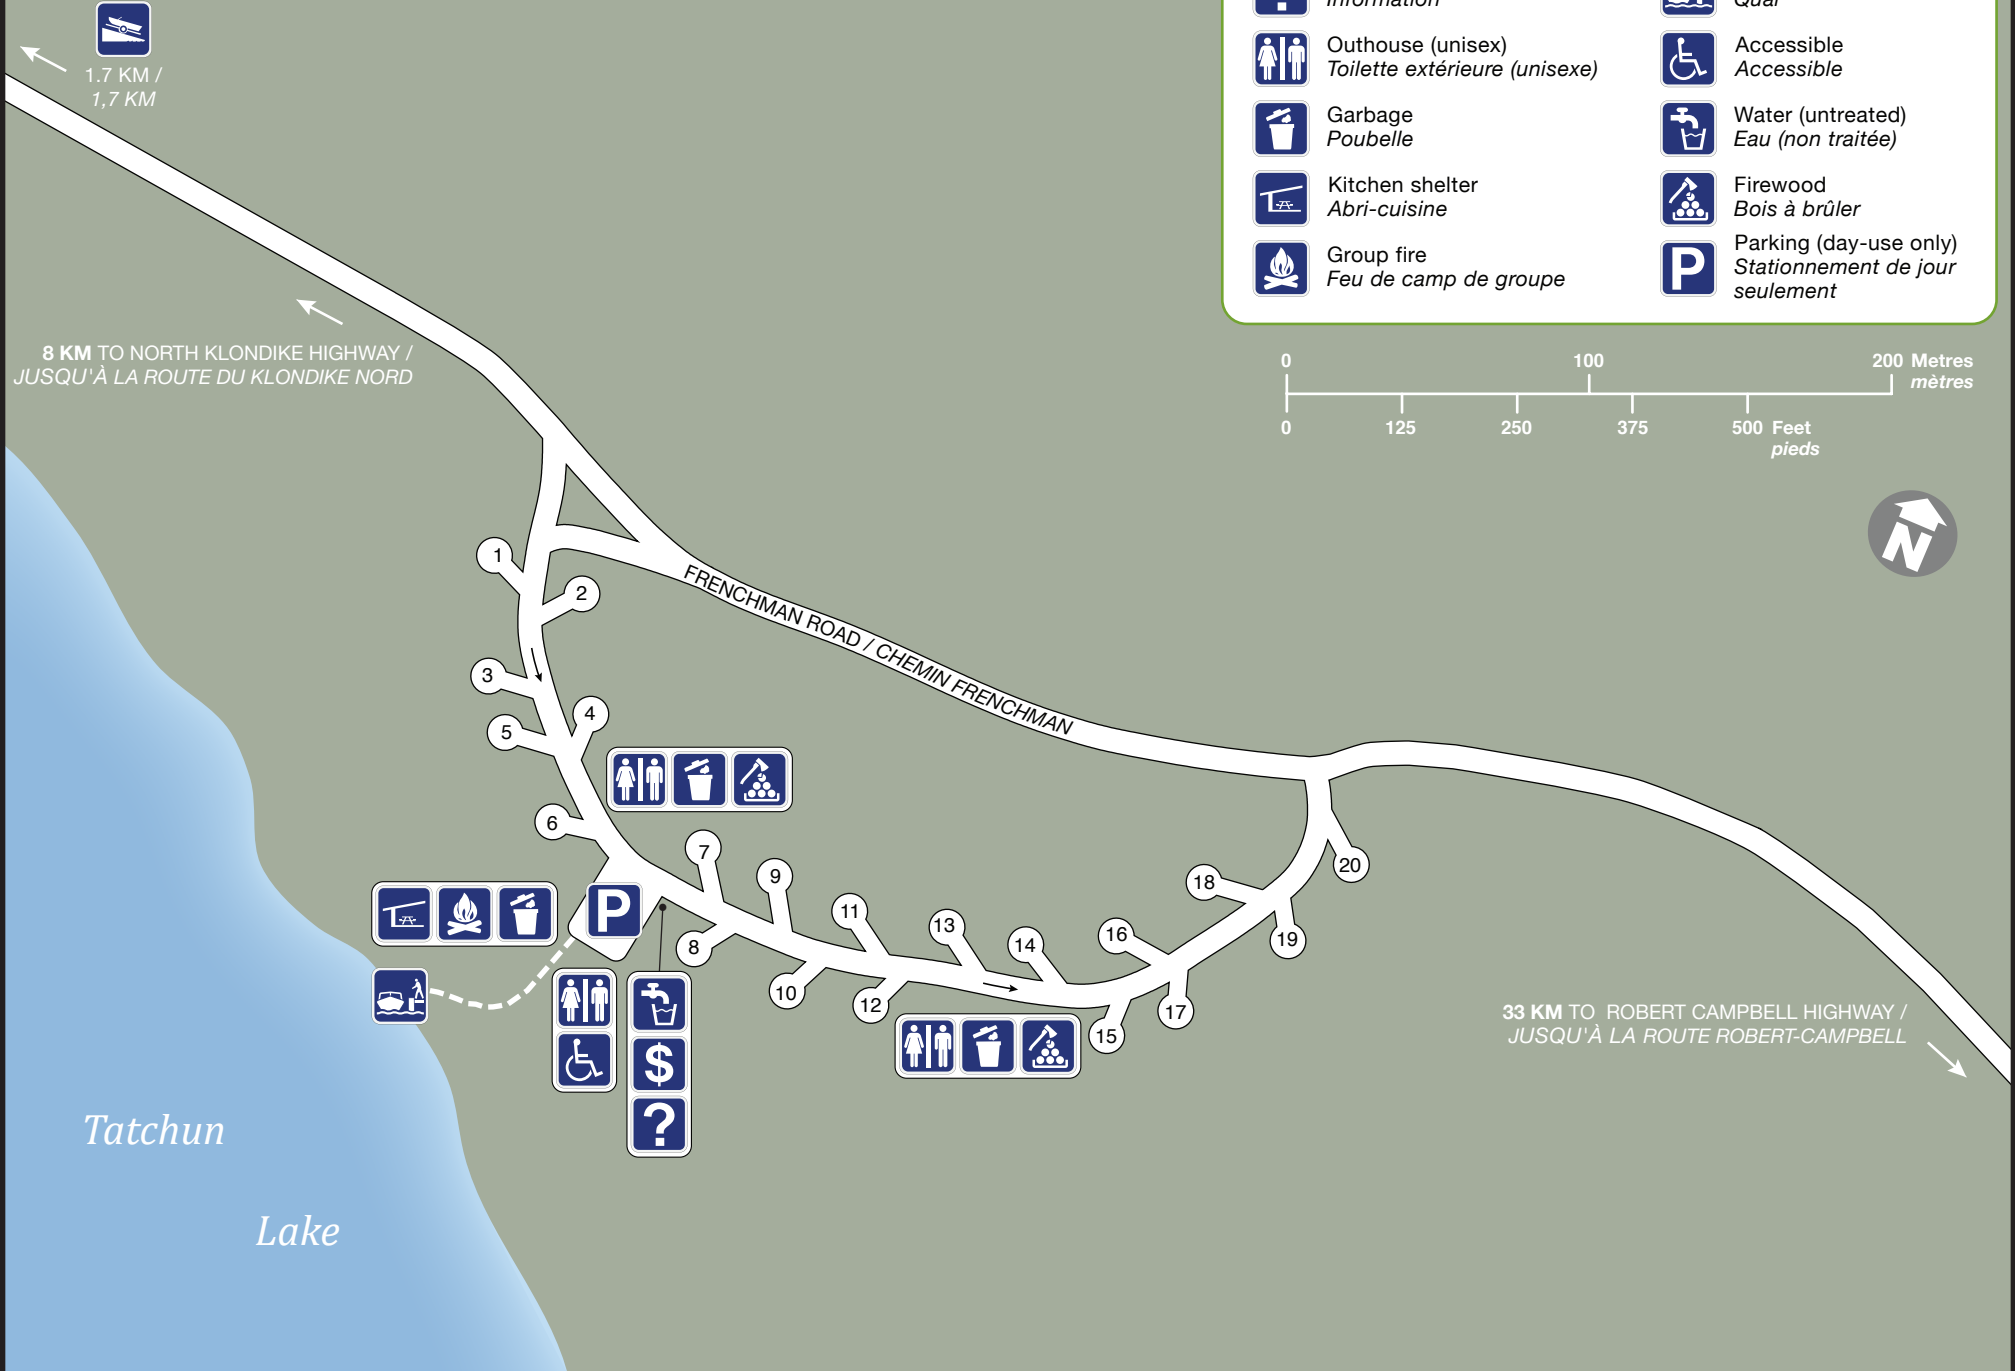 Information
Quai
Outhouse (unisex)
Toilette extérieure (unisexe)
Accessible
Accessible
Garbage
Poubelle
Water (untreated)
Eau (non traitée)
Kitchen shelter
Abri-cuisine
Firewood
Bois à brûler
Group fire
Feu de camp de groupe
P
Parking (day-use only)
Stationnement de jour
seulement
1.7 KM /
1,7 KM
8 KM TO NORTH KLONDIKE HIGHWAY /
JUSQU'À LA ROUTE DU KLONDIKE NORD
0 100 200 Metres
mètres
0 125 250 375 500 Feet
pieds
N
FRENCHMAN ROAD / CHEMIN FRENCHMAN
1
2
3
4
5
6
7
8
9
10
11
12
13
14
15
16
17
18
19
20
P
$
?
33 KM TO ROBERT CAMPBELL HIGHWAY /
JUSQU'À LA ROUTE ROBERT-CAMPBELL
Tatchun
Lake